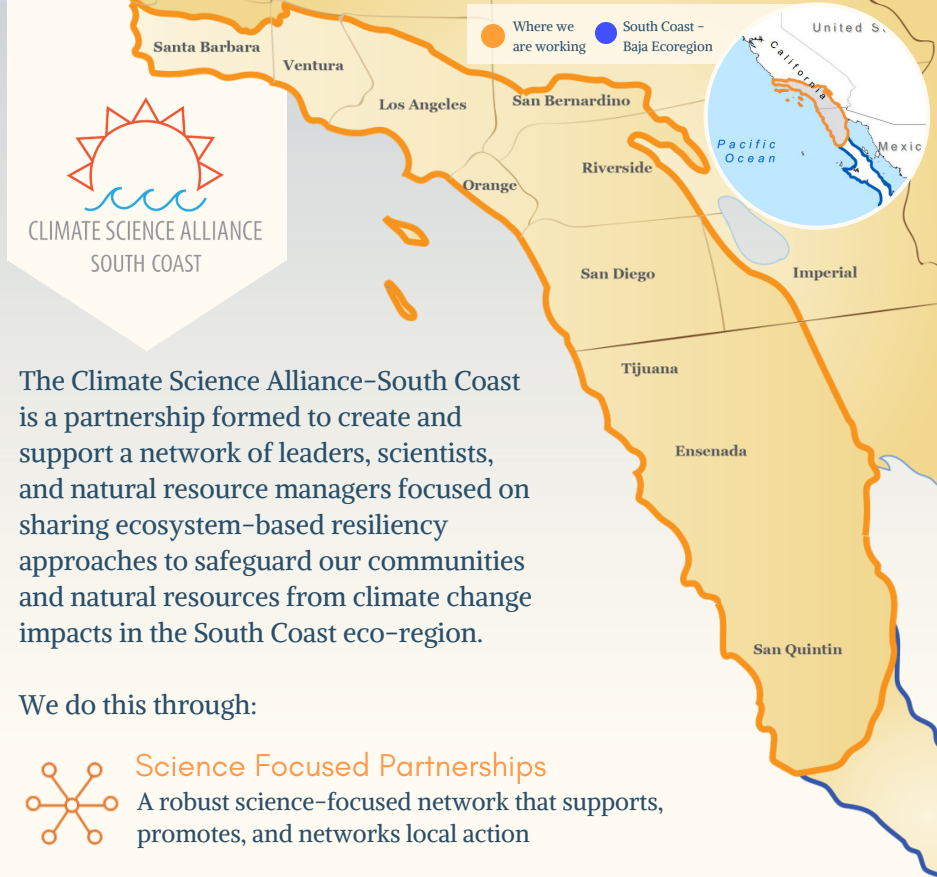 Where we
are working
South Coast -
Baja Ecoregion
United S.
California
Pacific
Ocean
Mexic
Santa Barbara
Ventura
Los Angeles
San Bernardino
Riverside
Orange
San Diego
Imperial
Tijuana
Ensenada
San Quintin
CLIMATE SCIENCE ALLIANCE
SOUTH COAST
The Climate Science Alliance-South Coast
is a partnership formed to create and
support a network of leaders, scientists,
and natural resource managers focused on
sharing ecosystem-based resiliency
approaches to safeguard our communities
and natural resources from climate change
impacts in the South Coast eco-region.
We do this through:
Science Focused Partnerships
A robust science-focused network that supports,
promotes, and networks local action